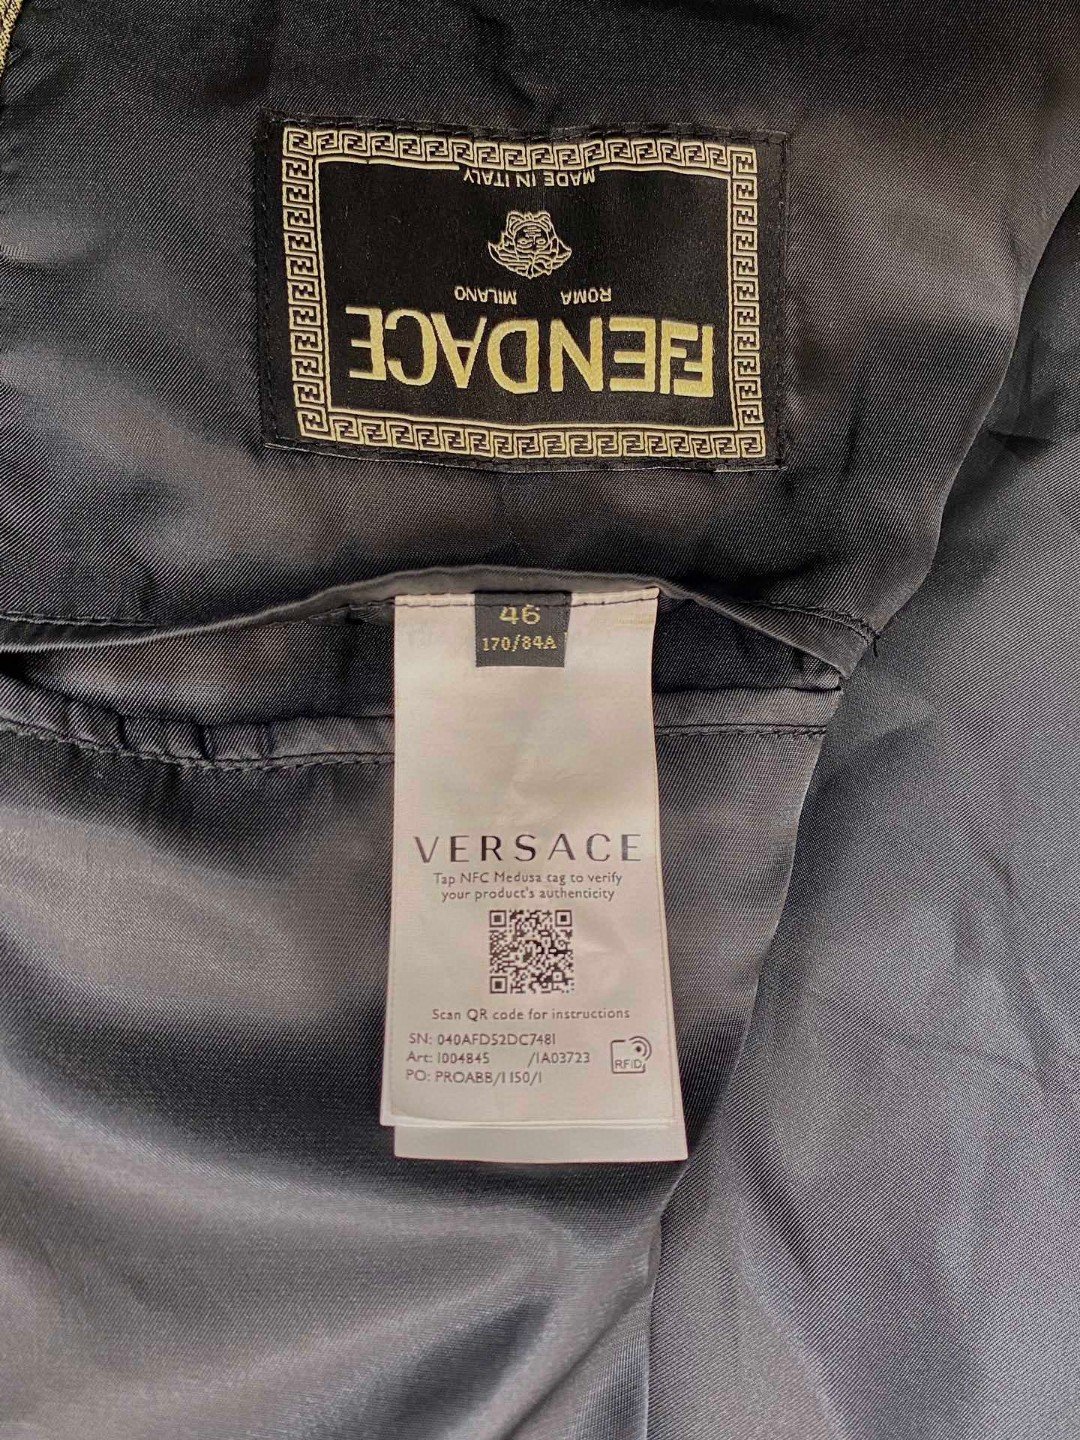 FENDACE
ROMA MILANO
MADE IN ITALY
46
170/84A
VERSACE
Tap NFC Medusa tag to verify
your product's authenticity
Scan QR code for instructions
SN: 040AFD52DC7481
Art: 1004845 /1A03723
RFID
PO: PROABB/1150/1